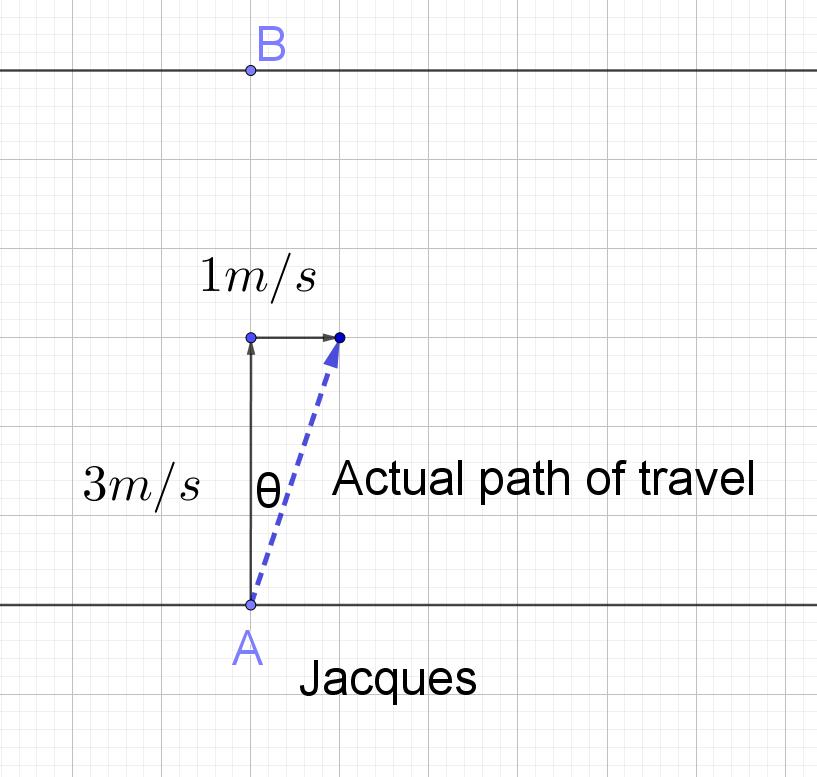 B
1m/s
3m/s
θ
Actual path of travel
A
Jacques